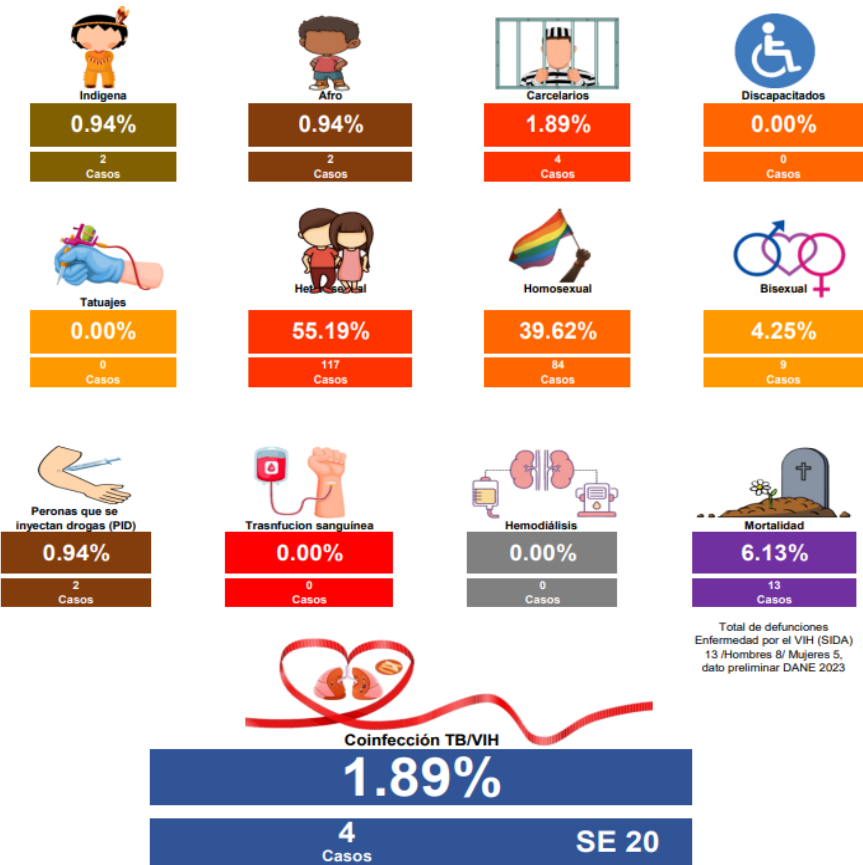 Indigena
Afro
Carcelarios
Discapacitados
0.94%
0.94%
1.89%
0.00%
2
Casos
2
Casos
4
Casos
0
Casos
Tatuajes
Homosexual
Bisexual
0.00%
55.19%
39.62%
4.25%
0
Casos
117
Casos
84
Casos
9
Casos
Peronas que se
inyectan drogas (PID)
Trasnfucion sanguínea
Hemodiálisis
Mortalidad
0.94%
0.00%
0.00%
6.13%
2
Casos
0
Casos
0
Casos
13
Casos
Total de defunciones
Enfermedad por el VIH (SIDA)
13 /Hombres 8/ Mujeres 5,
dato preliminar DANE 2023
Coinfección TB/VIH
1.89%
4
Casos
SE 20